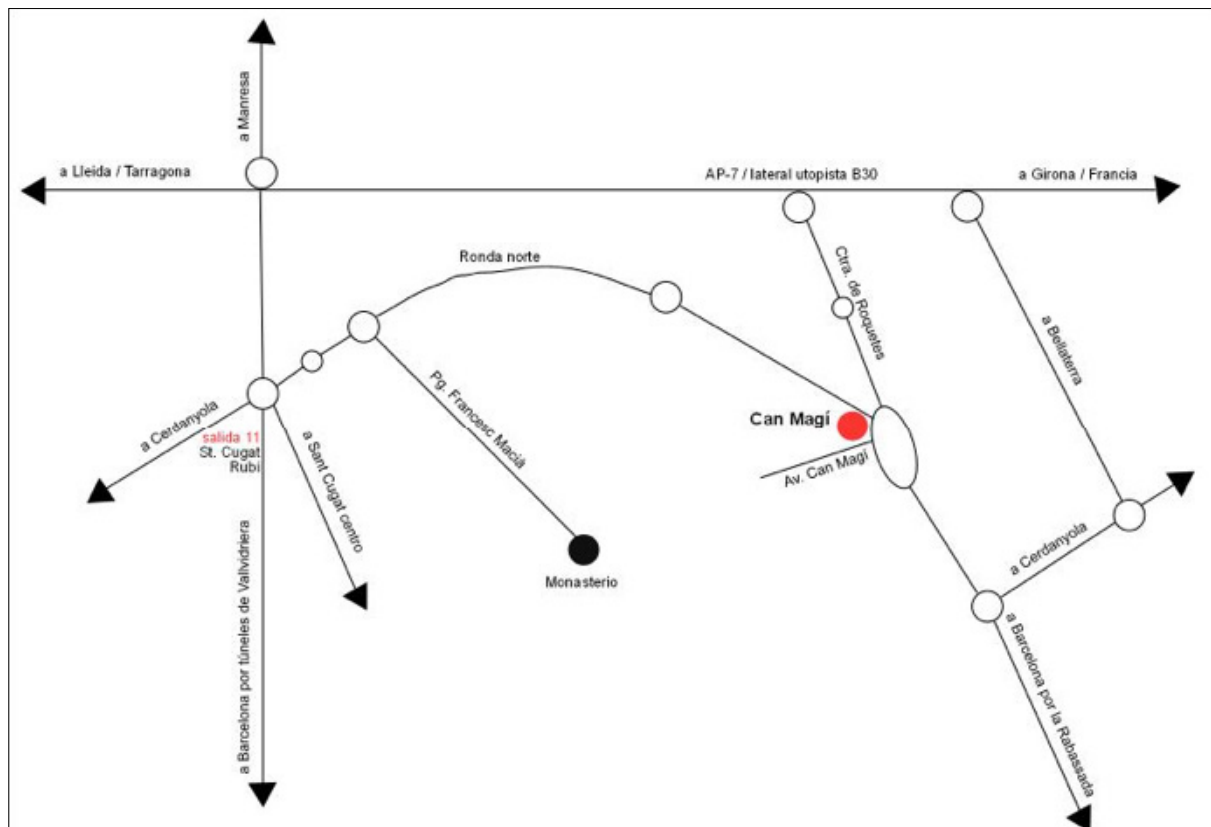 a Manresa
a Lleida / Tarragona
AP-7 / lateral utopista B30
a Girona / Francia
Ronda norte
Ctra. de Roquetes
a Bellaterra
Pg. Francesc Macià
Can Magí
a Cerdanyola
salida 11
St. Cugat
Rubí
a Sant Cugat centro
Av. Can Magí
a Cerdanyola
Monasterio
a Barcelona por túneles de Vallvidriera
a Barcelona por la Rabassada